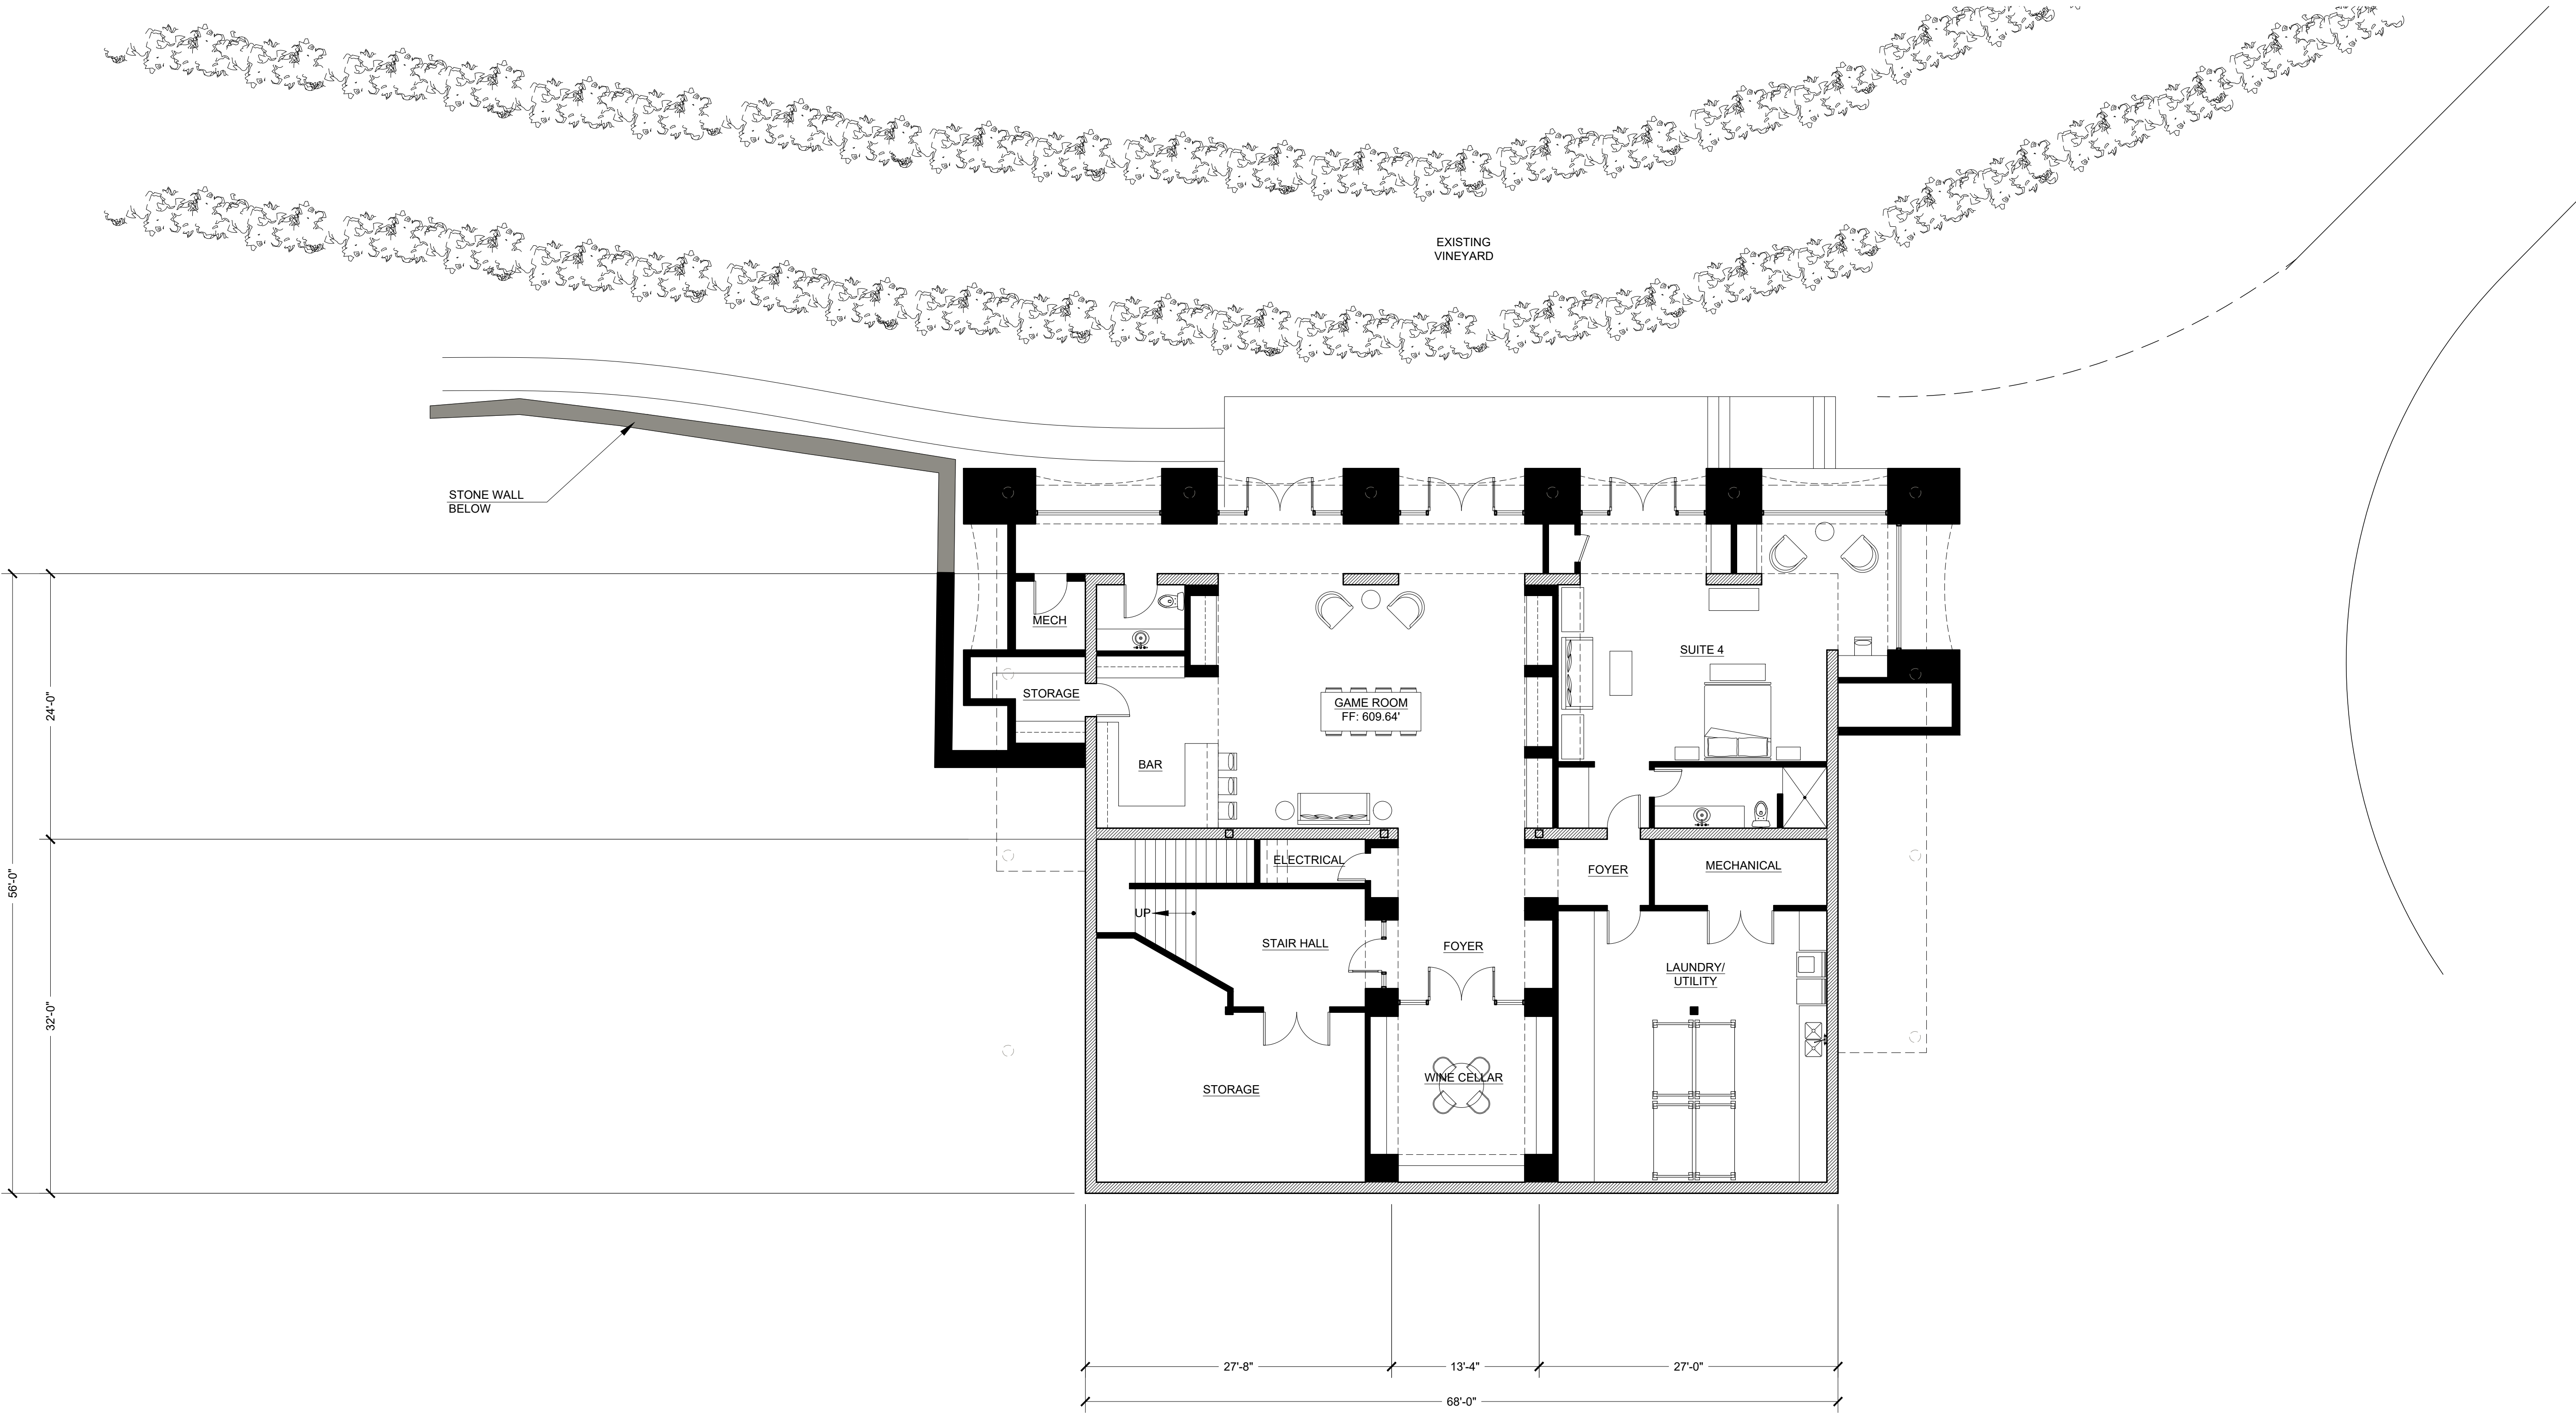 EXISTING
VINEYARD
STONE WALL
BELOW
MECH
SUITE 4
STORAGE
GAME ROOM
FF: 609.64'
24'-0"
BAR
ELECTRICAL
FOYER
MECHANICAL
56'-0"
UP
STAIR HALL
FOYER
LAUNDRY/
UTILITY
32'-0"
WINE CELLAR
STORAGE
27'-8"
13'-4"
27'-0"
68'-0"